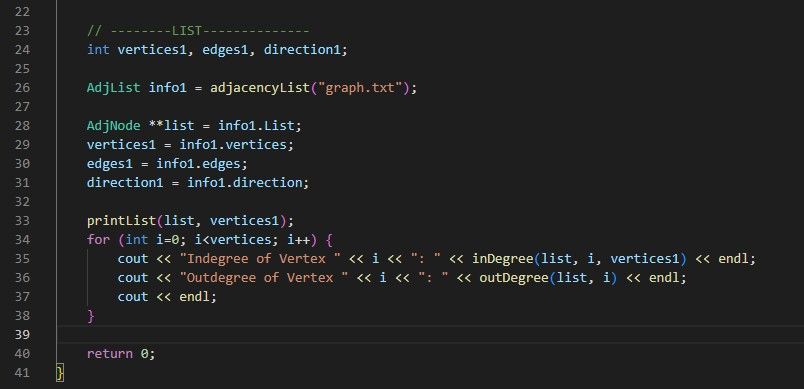 22
23 // --------LIST--------------
24 int vertices1, edges1, direction1;
25
26 AdjList info1 = adjacencyList("graph.txt");
27
28 AdjNode **list = info1.List;
29 vertices1 = info1.vertices;
30 edges1 = info1.edges;
31 direction1 = info1.direction;
32
33 printList(list, vertices1);
34 for (int i=0; i<vertices; i++) {
35 cout << "Indegree of Vertex " << i << ": " << inDegree(list, i, vertices1) << endl;
36 cout << "Outdegree of Vertex " << i << ": " << outDegree(list, i) << endl;
37 cout << endl;
38 }
39
40 return 0;
41 }